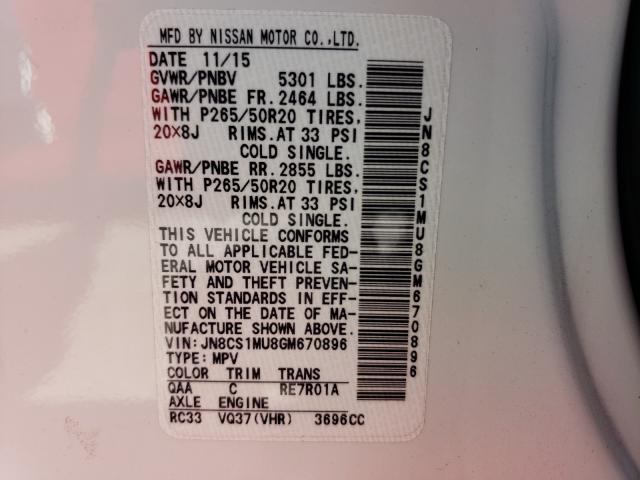 MFD BY NISSAN MOTOR CO.,LTD.
DATE 11/15
GVWR/PNBV 5301 LBS.
GAWR/PNBE FR. 2464 LBS.
WITH P265/50R20 TIRES,
20X8J RIMS.AT 33 PSI
COLD SINGLE.
GAWR/PNBE RR. 2855 LBS.
WITH P265/50R20 TIRES,
20X8J RIMS.AT 33 PSI
COLD SINGLE.
THIS VEHICLE CONFORMS
TO ALL APPLICABLE FED-
ERAL MOTOR VEHICLE SA-
FETY AND THEFT PREVEN-
TION STANDARDS IN EFF-
ECT ON THE DATE OF MA-
NUFACTURE SHOWN ABOVE.
VIN: JN8CS1MU8GM670896
TYPE: MPV
COLOR TRIM TRANS
QAA C RE7R01A
AXLE ENGINE
RC33 VQ37(VHR) 3696CC
JN8CS1MU8GM670896